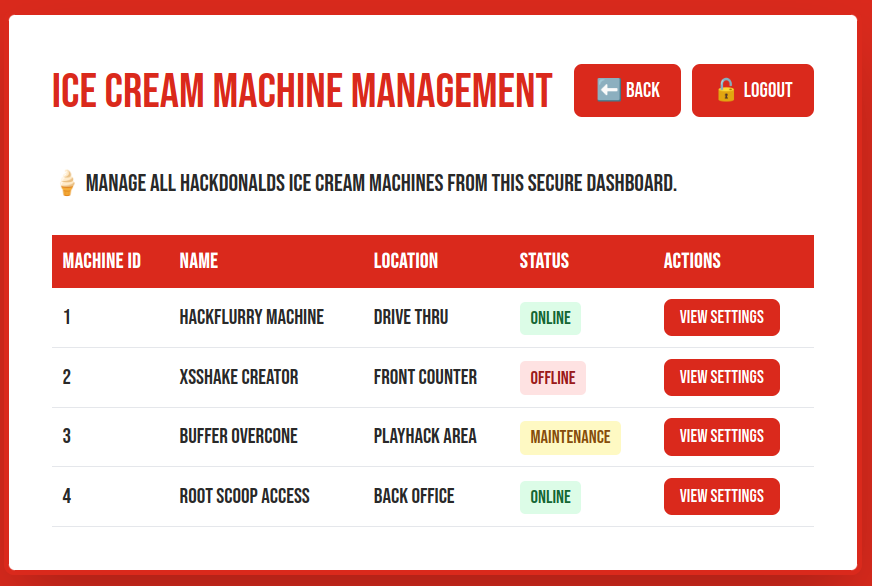 ICE CREAM MACHINE MANAGEMENT
BACK
LOGOUT
MANAGE ALL HACKDONALDS ICE CREAM MACHINES FROM THIS SECURE DASHBOARD.
MACHINE ID NAME LOCATION STATUS ACTIONS
1 HACKFLURRY MACHINE DRIVE THRU ONLINE VIEW SETTINGS
2 XSSHAKE CREATOR FRONT COUNTER OFFLINE VIEW SETTINGS
3 BUFFER OVERCONE PLAYHACK AREA MAINTENANCE VIEW SETTINGS
4 ROOT SCOOP ACCESS BACK OFFICE ONLINE VIEW SETTINGS